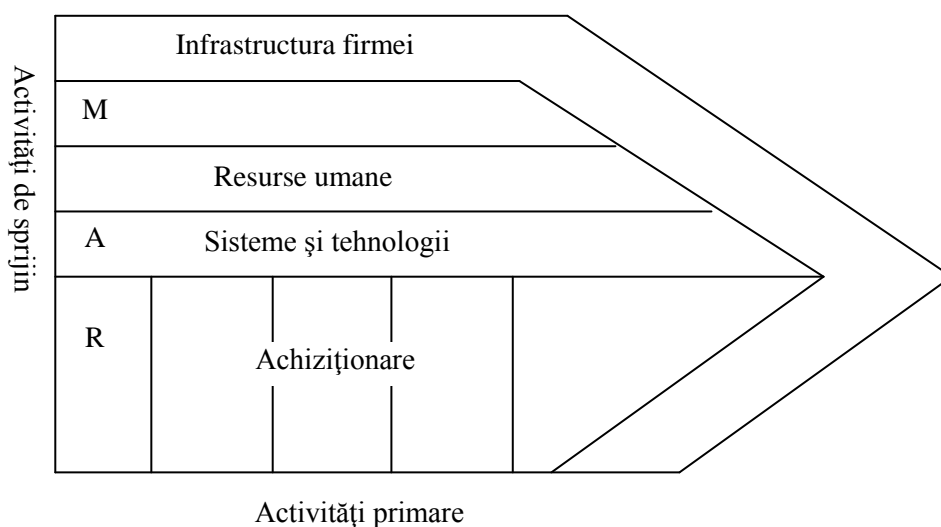 Infrastructura firmei
Activităţi de sprijin
M
Resurse umane
A
Sisteme şi tehnologii
R
Achiziţionare
Activităţi primare